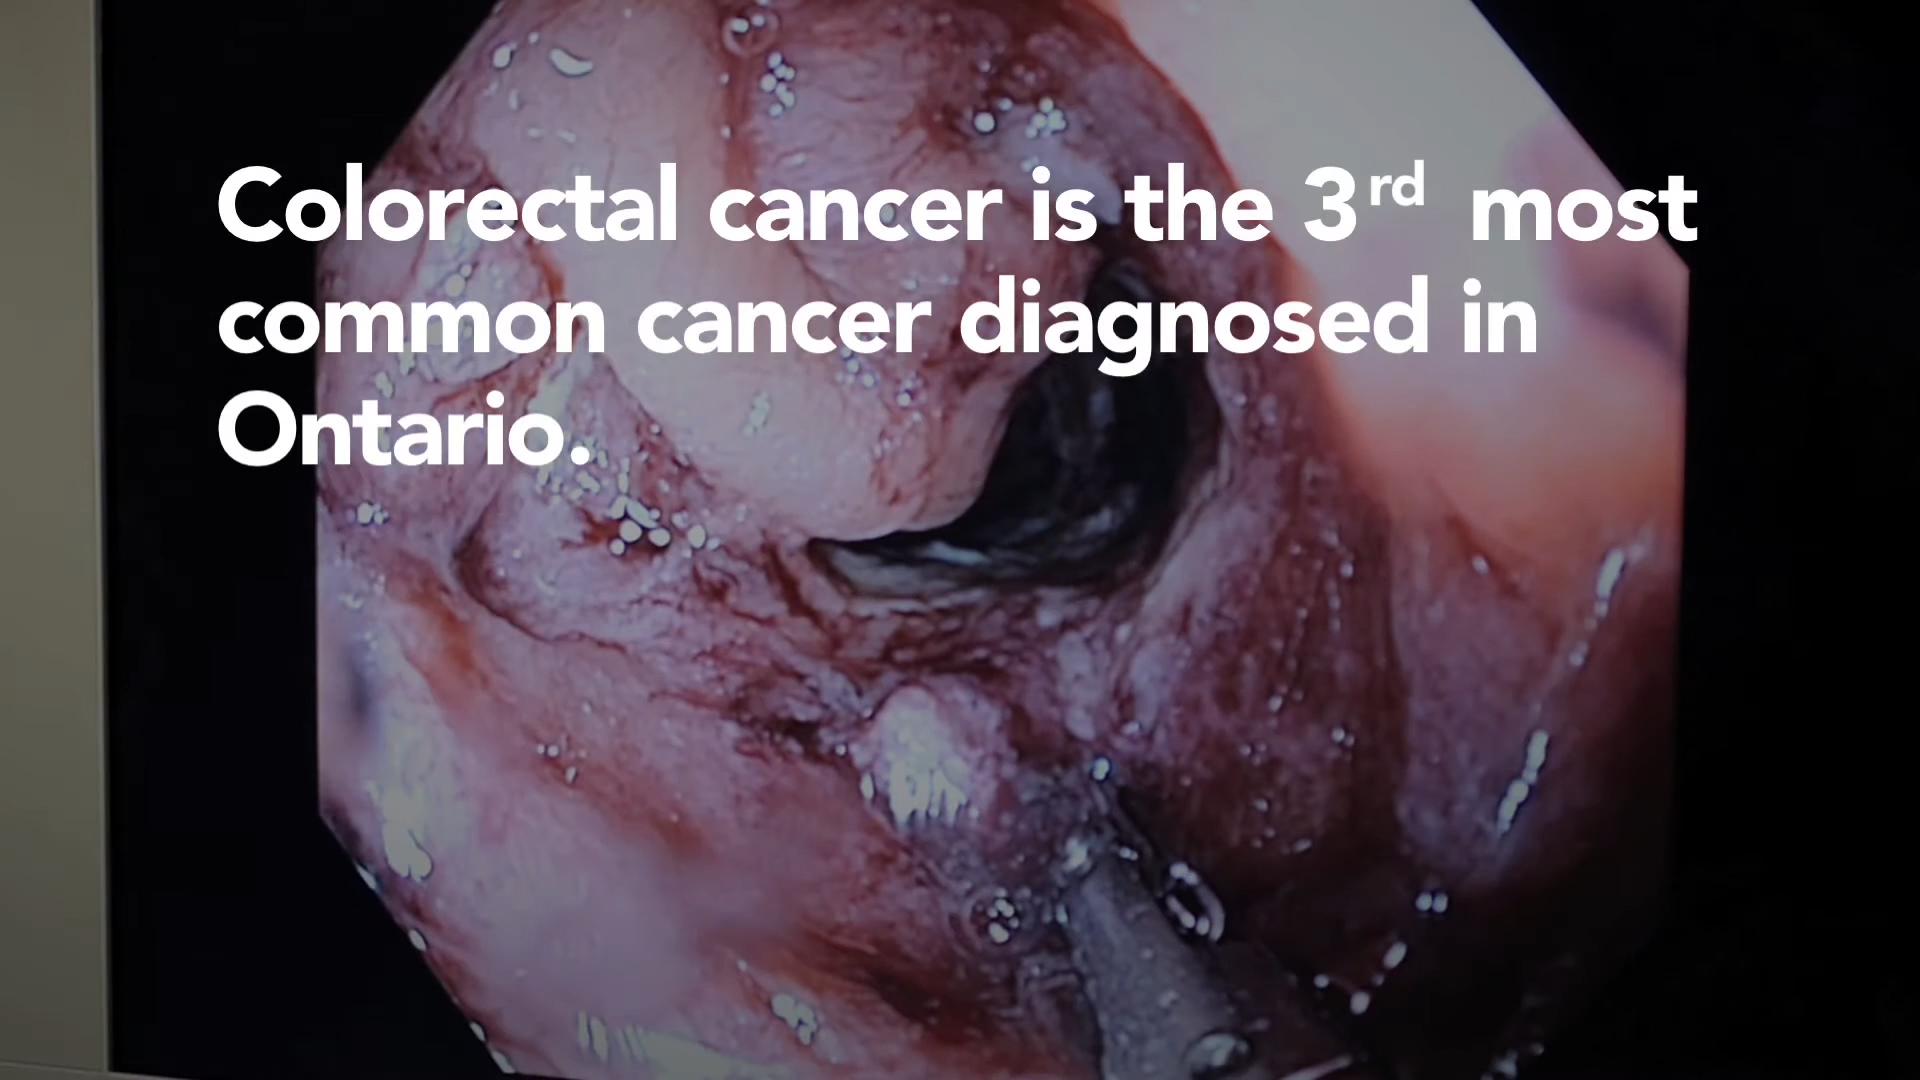 Colorectal cancer is the 3rd most
common cancer diagnosed in
Ontario.